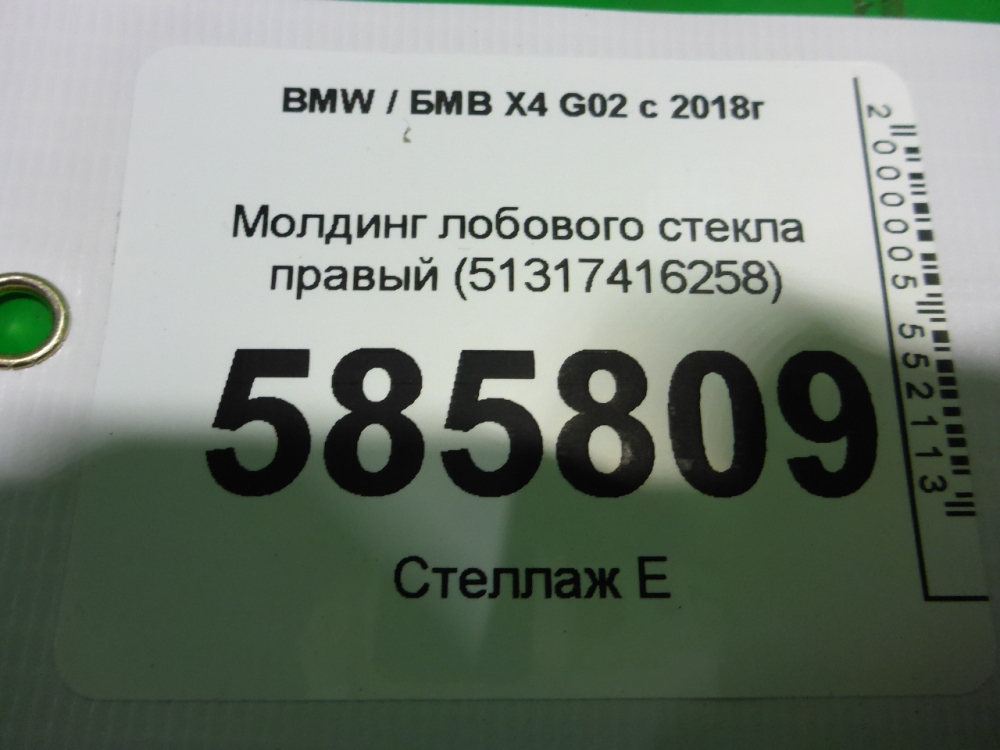 BMW / БМВ X4 G02 с 2018г
Молдинг лобового стекла
правый (51317416258)
585809
Стеллаж Е
2000005552113